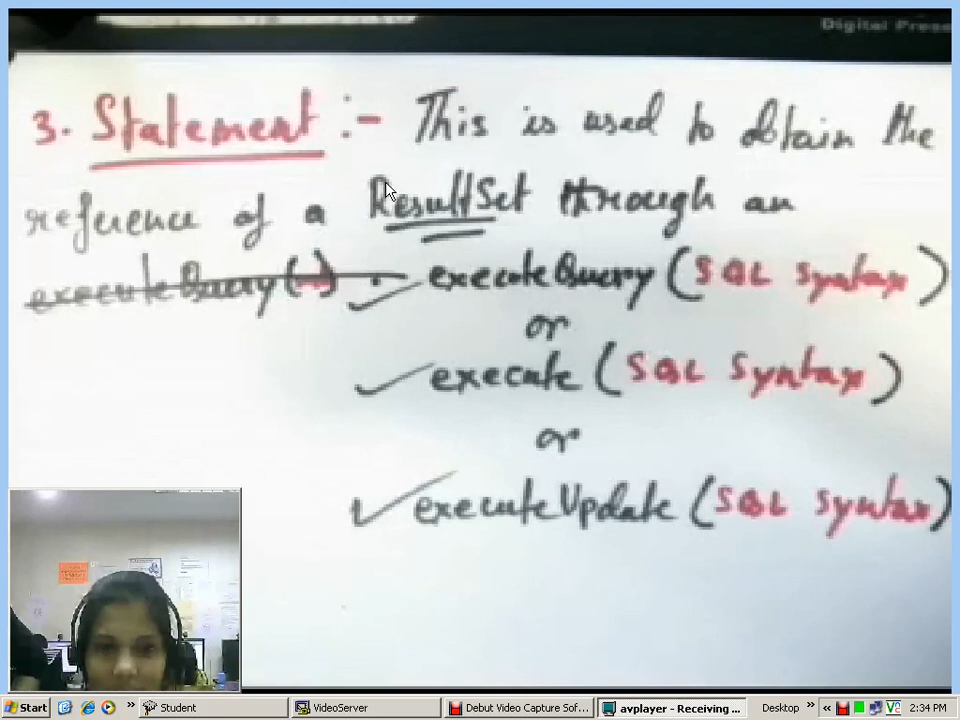 Digital Pres
3. Statement :- This is used to obtain the
reference of a ResultSet through an
executeQuery( ) . executeQuery (SQL Syntax)
or
execute (SQL Syntax)
or
executeUpdate (SQL Syntax)
Start
»
Student
VideoServer
Debut Video Capture Sof...
avplayer - Receiving ...
Desktop
»
«
2:34 PM